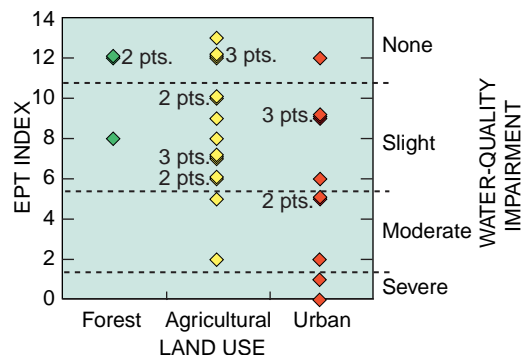 14
12
10
8
6
4
2
0
EPT INDEX
2 pts.
3 pts.
2 pts.
3 pts.
3 pts.
2 pts.
2 pts.
None
Slight
Moderate
Severe
WATER-QUALITY
IMPAIRMENT
Forest Agricultural Urban
LAND USE